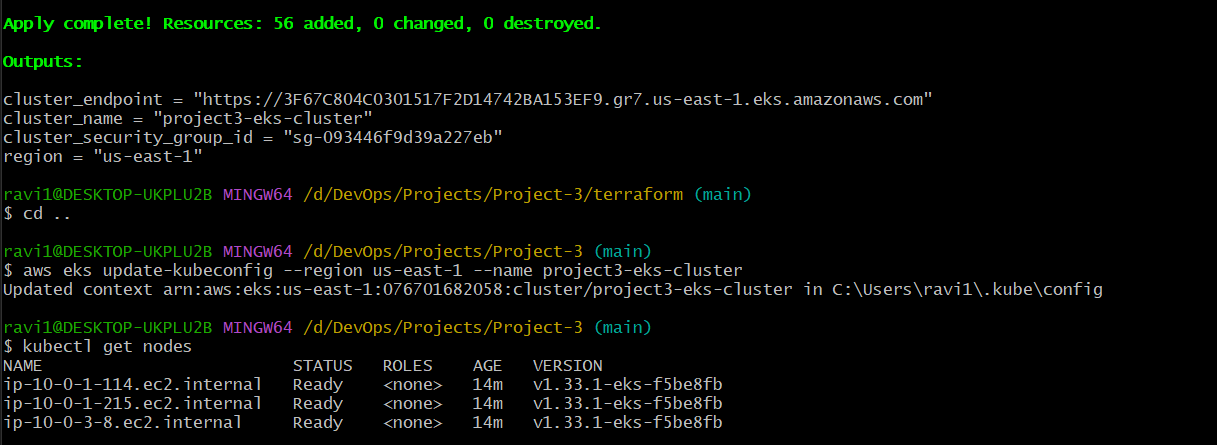 Apply complete! Resources: 56 added, 0 changed, 0 destroyed.
Outputs:
cluster_endpoint = "https://3F67C804C0301517F2D14742BA153EF9.gr7.us-east-1.eks.amazonaws.com"
cluster_name = "project3-eks-cluster"
cluster_security_group_id = "sg-093446f9d39a227eb"
region = "us-east-1"
ravi1@DESKTOP-UKPLU2B MINGW64 /d/DevOps/Projects/Project-3/terraform (main)
$ cd ..
ravi1@DESKTOP-UKPLU2B MINGW64 /d/DevOps/Projects/Project-3 (main)
$ aws eks update-kubeconfig --region us-east-1 --name project3-eks-cluster
Updated context arn:aws:eks:us-east-1:076701682058:cluster/project3-eks-cluster in C:\Users\ravi1\.kube\config
ravi1@DESKTOP-UKPLU2B MINGW64 /d/DevOps/Projects/Project-3 (main)
$ kubectl get nodes
NAME STATUS ROLES AGE VERSION
ip-10-0-1-114.ec2.internal Ready <none> 14m v1.33.1-eks-f5be8fb
ip-10-0-1-215.ec2.internal Ready <none> 14m v1.33.1-eks-f5be8fb
ip-10-0-3-8.ec2.internal Ready <none> 14m v1.33.1-eks-f5be8fb